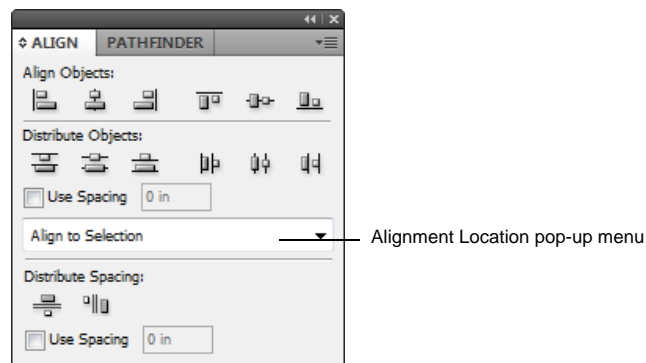 ALIGN PATHFINDER
Align Objects:
Distribute Objects:
Use Spacing 0 in
Align to Selection
Alignment Location pop-up menu
Distribute Spacing:
Use Spacing 0 in